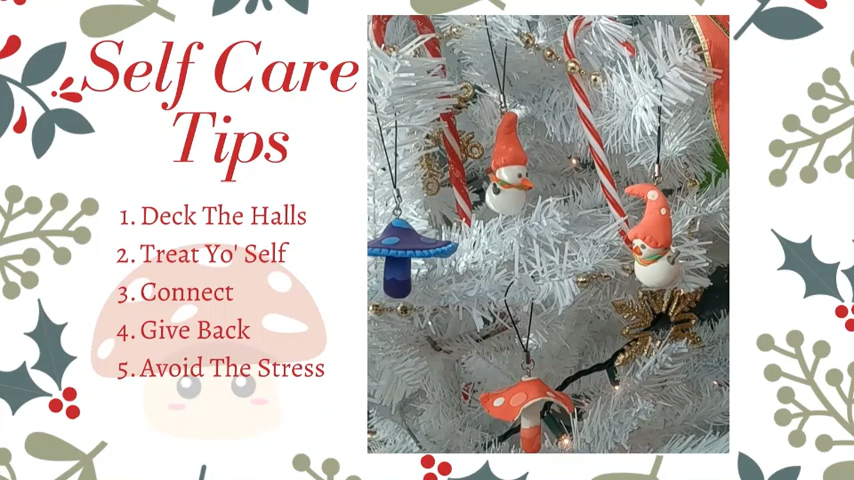 Self Care
Tips
1. Deck The Halls
2. Treat Yo' Self
3. Connect
4. Give Back
5. Avoid The Stress